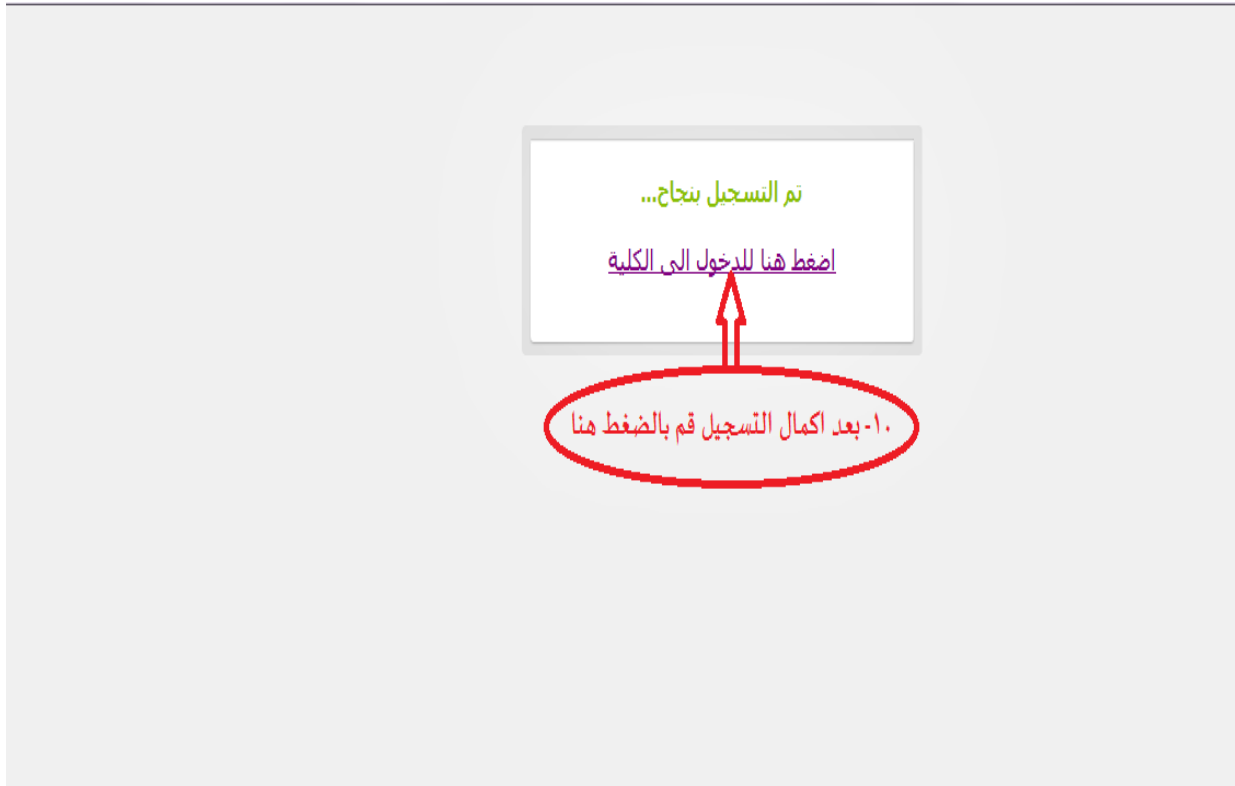 تم التسجيل بنجاح...
اضغط هنا للدخول الى الكلية
١٠- بعد اكمال التسجيل قم بالضغط هنا